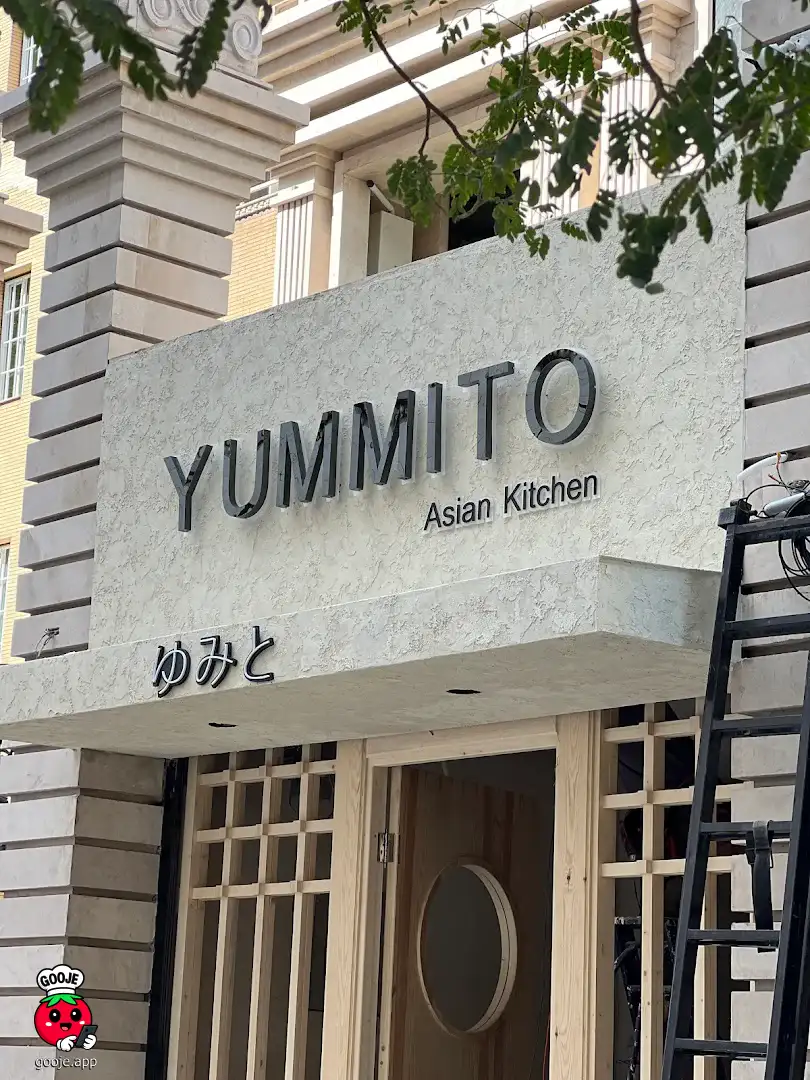 YUMMITO
Asian Kitchen
ゆみと
GOOJE
gooje.app